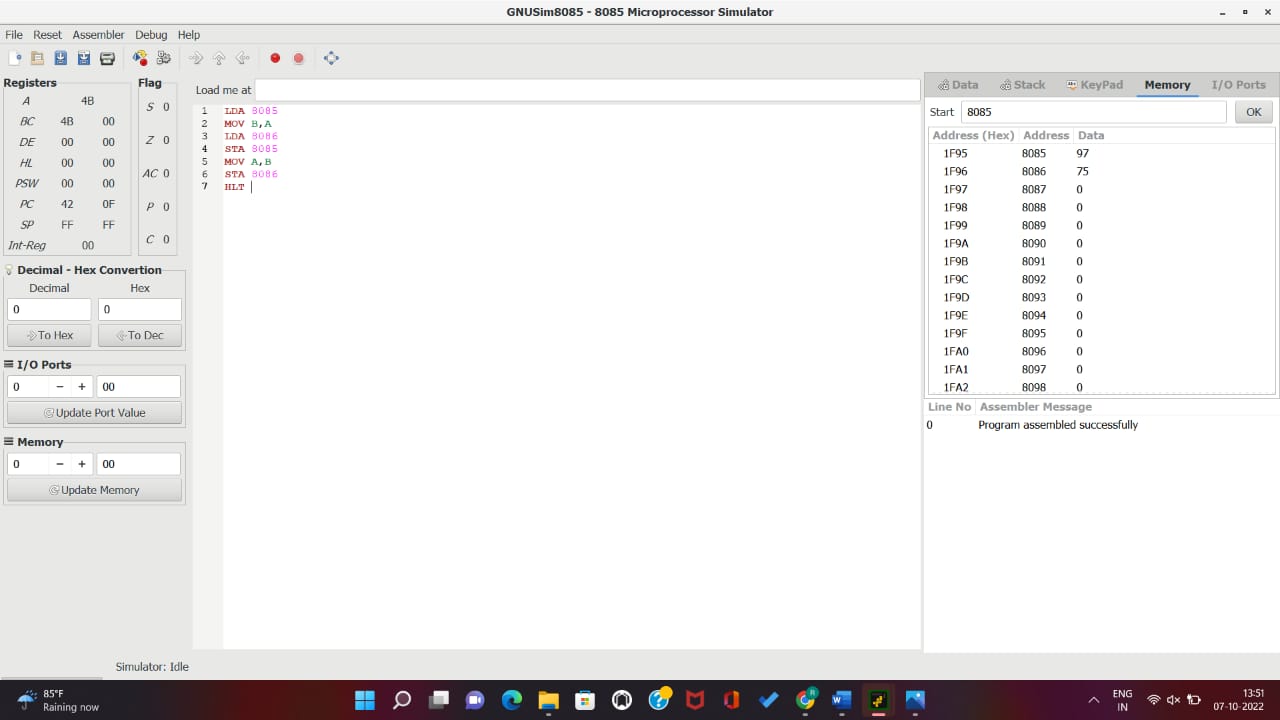 GNUSim8085 - 8085 Microprocessor Simulator
File Reset Assembler Debug Help
Registers
A 4B
BC 4B 00
DE 00 00
HL 00 00
PSW 00 00
PC 42 0F
SP FF FF
Int-Reg 00
Flag
S 0
Z 0
AC 0
P 0
C 0
Decimal - Hex Convertion
Decimal Hex
0 0
To Hex To Dec
I/O Ports
0 − + 00
Update Port Value
Memory
0 − + 00
Update Memory
Load me at
1 LDA 8085
2 MOV B,A
3 LDA 8086
4 STA 8085
5 MOV A,B
6 STA 8086
7 HLT
Data Stack KeyPad Memory I/O Ports
Start 8085 OK
Address (Hex) Address Data
1F95 8085 97
1F96 8086 75
1F97 8087 0
1F98 8088 0
1F99 8089 0
1F9A 8090 0
1F9B 8091 0
1F9C 8092 0
1F9D 8093 0
1F9E 8094 0
1F9F 8095 0
1FA0 8096 0
1FA1 8097 0
1FA2 8098 0
Line No Assembler Message
0 Program assembled successfully
Simulator: Idle
85°F
Raining now
ENG
IN
13:51
07-10-2022